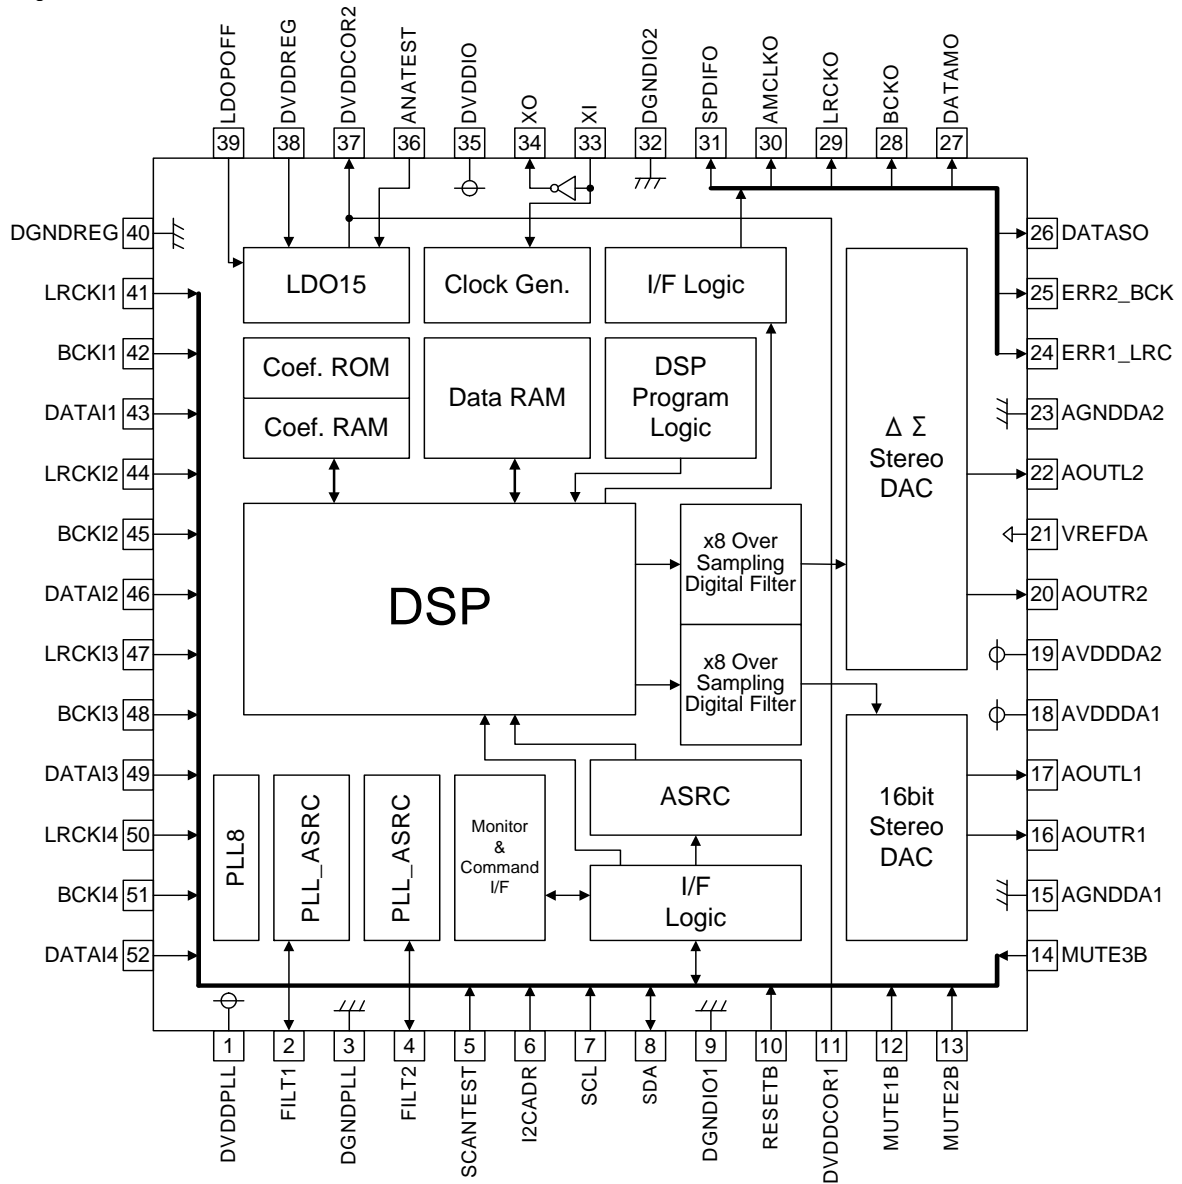 LDOPOFF
DVDDREG
DVDDCOR2
ANATEST
DVDDIO
XO
XI
DGNDIO2
SPDIFO
AMCLKO
LRCKO
BCKO
DATAMO
39
38
37
36
35
34
33
32
31
30
29
28
27
DGNDREG 40
LRCKI1 41
BCKI1 42
DATAI1 43
LRCKI2 44
BCKI2 45
DATAI2 46
LRCKI3 47
BCKI3 48
DATAI3 49
LRCKI4 50
BCKI4 51
DATAI4 52
LDO15
Clock Gen.
I/F Logic
Coef. ROM
Coef. RAM
Data RAM
DSP
Program
Logic
DSP
x8 Over
Sampling
Digital Filter
x8 Over
Sampling
Digital Filter
Δ Σ
Stereo
DAC
16bit
Stereo
DAC
PLL8
PLL_ASRC
PLL_ASRC
Monitor
&
Command
I/F
ASRC
I/F
Logic
26 DATASO
25 ERR2_BCK
24 ERR1_LRC
23 AGNDDA2
22 AOUTL2
21 VREFDA
20 AOUTR2
19 AVDDDA2
18 AVDDDA1
17 AOUTL1
16 AOUTR1
15 AGNDDA1
14 MUTE3B
1
2
3
4
5
6
7
8
9
10
11
12
13
DVDDPLL
FILT1
DGNDPLL
FILT2
SCANTEST
I2CADR
SCL
SDA
DGNDIO1
RESETB
DVDDCOR1
MUTE1B
MUTE2B